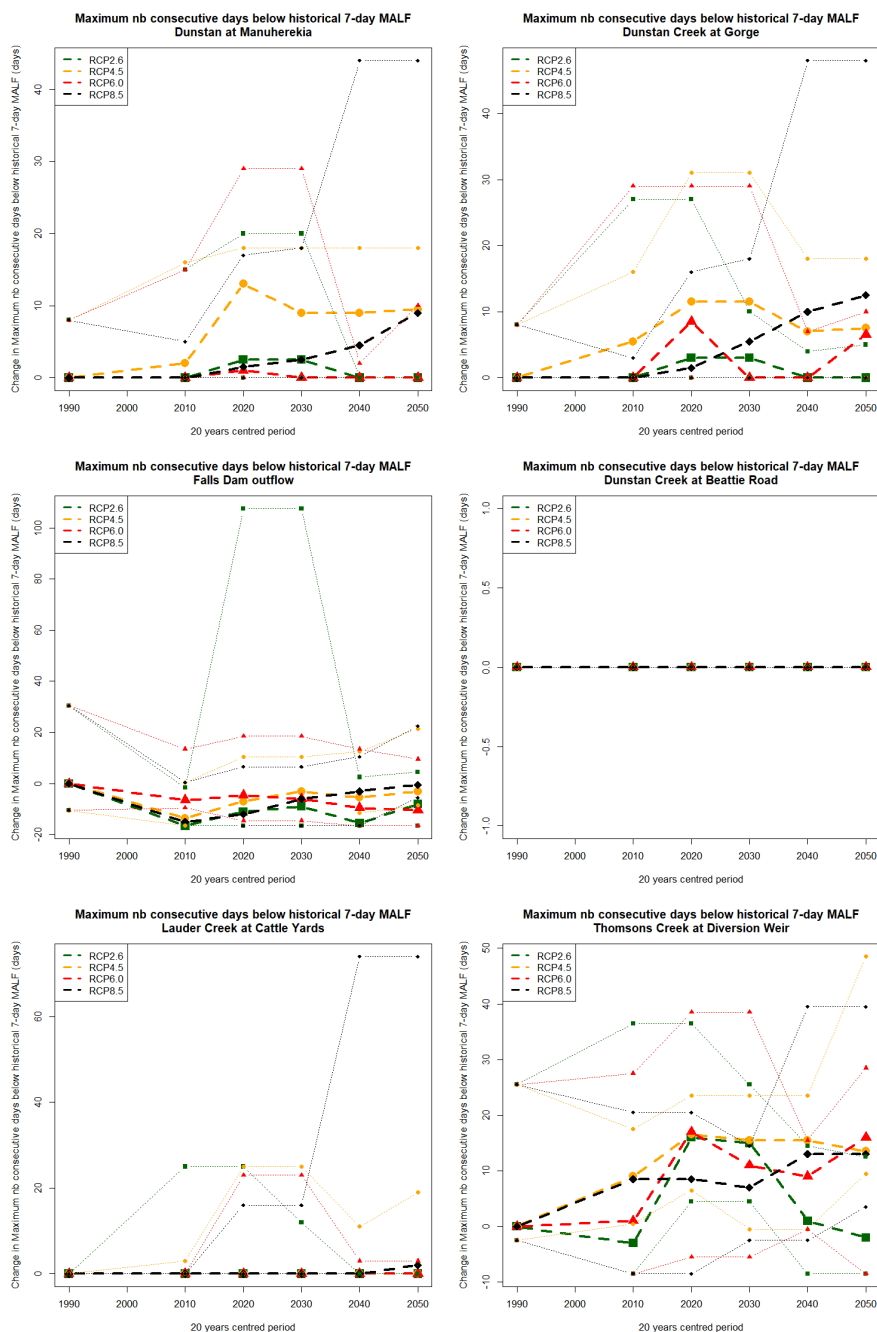 Maximum nb consecutive days below historical 7-day MALF
Dunstan at Manuherekia
Change in Maximum nb consecutive days below historical 7-day MALF (days)
RCP2.6
RCP4.5
RCP6.0
RCP8.5
40
30
20
10
0
1990 2000 2010 2020 2030 2040 2050
20 years centred period
Maximum nb consecutive days below historical 7-day MALF
Dunstan Creek at Gorge
Change in Maximum nb consecutive days below historical 7-day MALF (days)
RCP2.6
RCP4.5
RCP6.0
RCP8.5
40
30
20
10
0
1990 2000 2010 2020 2030 2040 2050
20 years centred period
Maximum nb consecutive days below historical 7-day MALF
Falls Dam outflow
Change in Maximum nb consecutive days below historical 7-day MALF (days)
RCP2.6
RCP4.5
RCP6.0
RCP8.5
100
80
60
40
20
0
-20
1990 2000 2010 2020 2030 2040 2050
20 years centred period
Maximum nb consecutive days below historical 7-day MALF
Dunstan Creek at Beattie Road
Change in Maximum nb consecutive days below historical 7-day MALF (days)
RCP2.6
RCP4.5
RCP6.0
RCP8.5
1.0
0.5
0.0
-0.5
-1.0
1990 2000 2010 2020 2030 2040 2050
20 years centred period
Maximum nb consecutive days below historical 7-day MALF
Lauder Creek at Cattle Yards
Change in Maximum nb consecutive days below historical 7-day MALF (days)
RCP2.6
RCP4.5
RCP6.0
RCP8.5
60
40
20
0
1990 2000 2010 2020 2030 2040 2050
20 years centred period
Maximum nb consecutive days below historical 7-day MALF
Thomsons Creek at Diversion Weir
Change in Maximum nb consecutive days below historical 7-day MALF (days)
RCP2.6
RCP4.5
RCP6.0
RCP8.5
50
40
30
20
10
0
-10
1990 2000 2010 2020 2030 2040 2050
20 years centred period